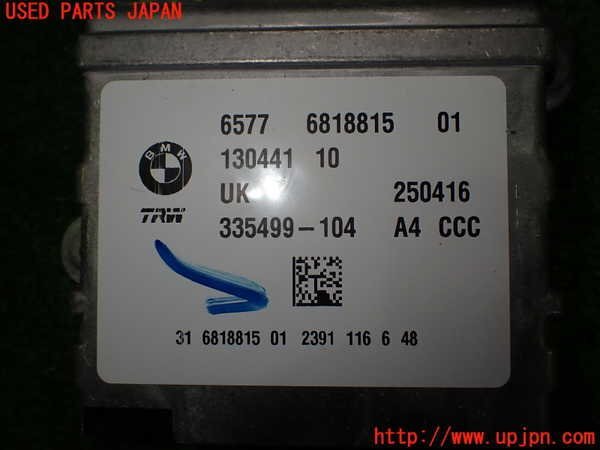 USED PARTS JAPAN
6577 6818815 01
BMW
130441 10
UK 250416
TRW
335499-104 A4 CCC
31 6818815 01 2391 116 6 48
http://www.upjpn.com/